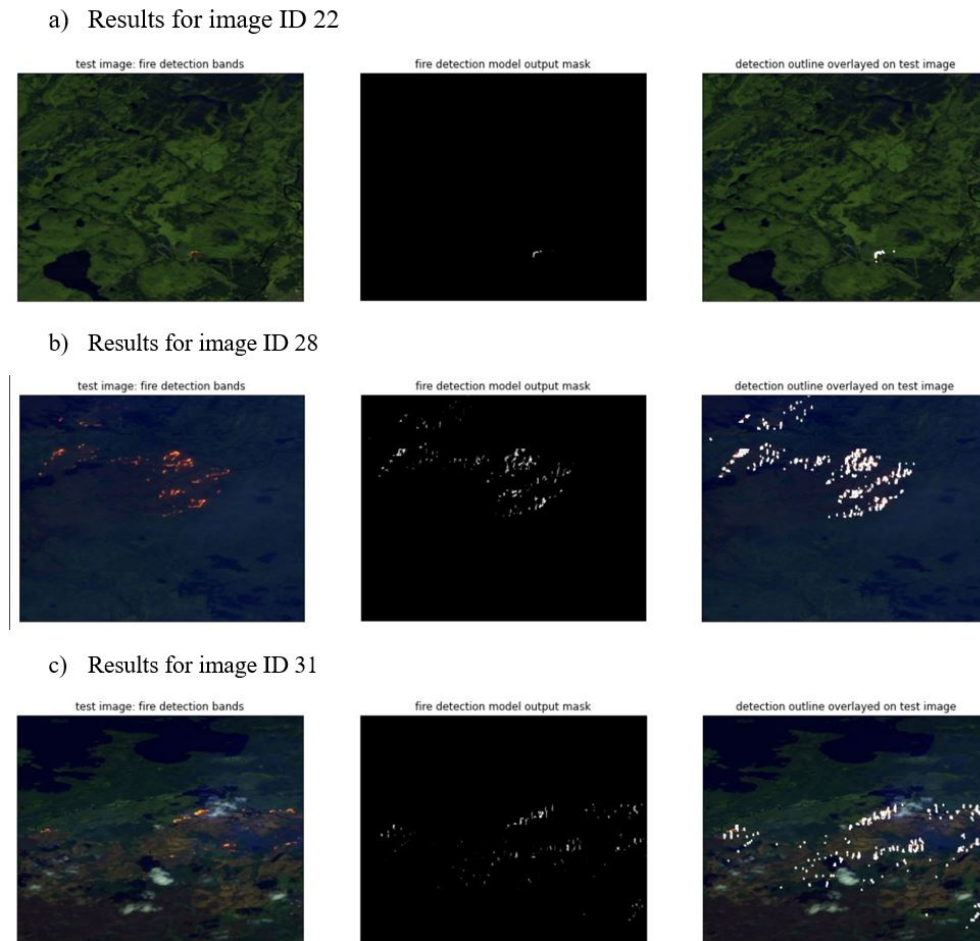 a) Results for image ID 22
test image: fire detection bands
fire detection model output mask
detection outline overlayed on test image
b) Results for image ID 28
test image: fire detection bands
fire detection model output mask
detection outline overlayed on test image
c) Results for image ID 31
test image: fire detection bands
fire detection model output mask
detection outline overlayed on test image